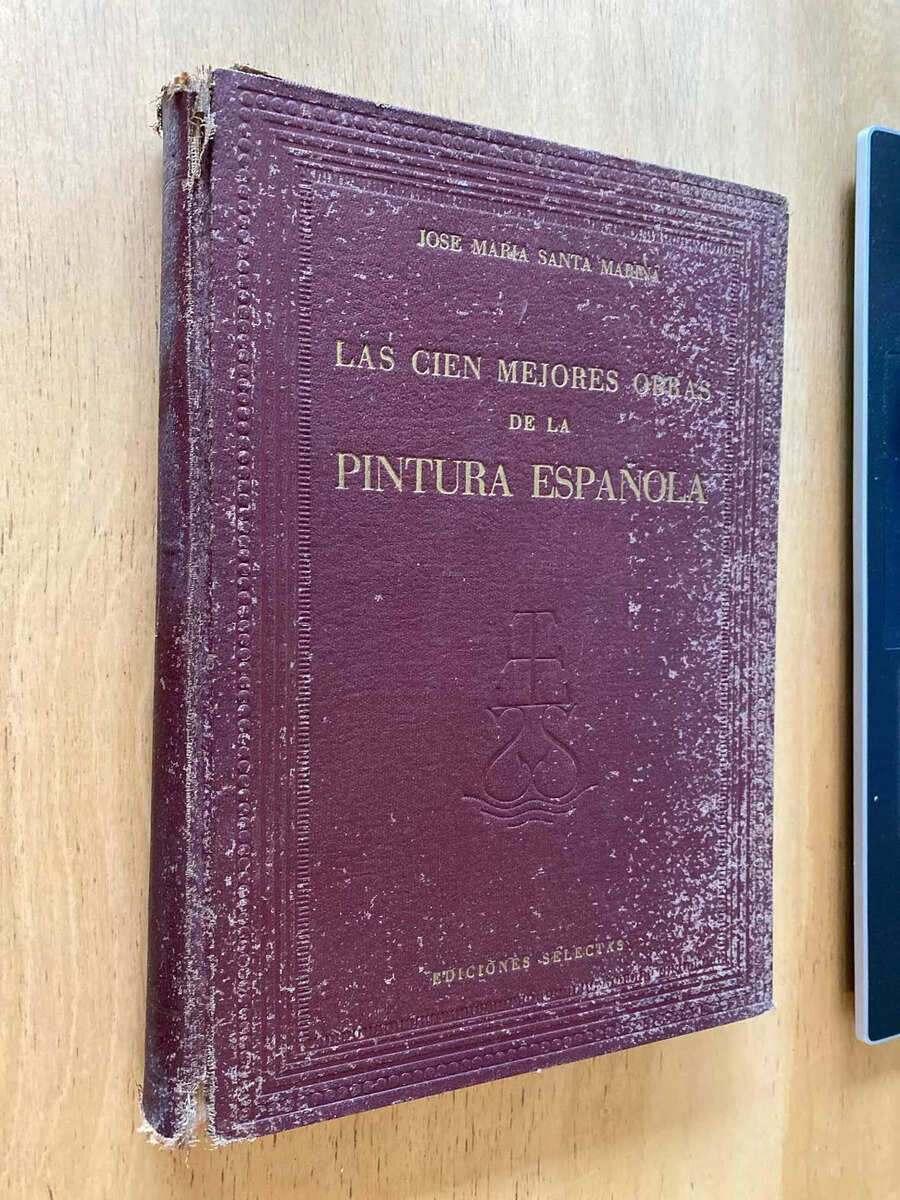 JOSE MARIA SANTA MARINA
LAS CIEN MEJORES OBRAS
DE LA
PINTURA ESPAÑOLA
EDICIONES SELECTAS